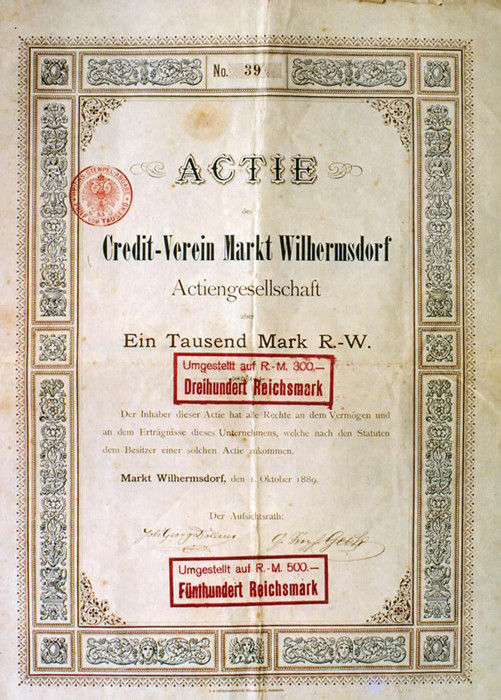 No. 39
ACTIE
des
Credit-Verein Markt Wilhermsdorf
Actiengesellschaft
über
Ein Tausend Mark R.-W.
Umgestellt auf R.-M. 300.—
Dreihundert Reichsmark
Der Inhaber dieser Actie hat alle Rechte an dem Vermögen und
an dem Erträgnisse dieses Unternehmens, welche nach den Statuten
dem Besitzer einer solchen Actie zukommen.
Markt Wilhermsdorf, den 1. Oktober 1889.
Der Aufsichtsrath:
Umgestellt auf R.-M. 500.—
Fünfhundert Reichsmark